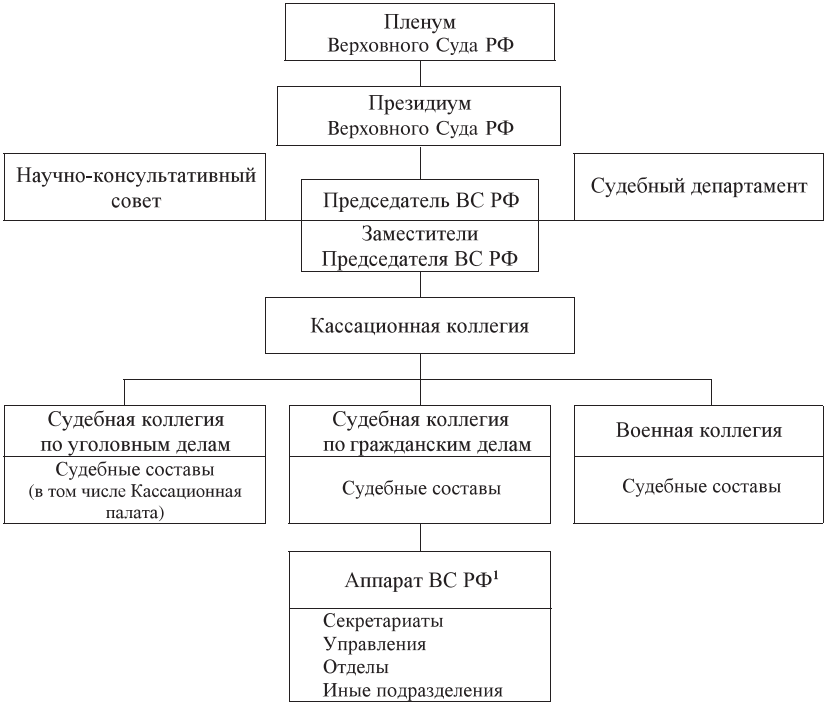 Пленум
Верховного Суда РФ
Президиум
Верховного Суда РФ
Научно-консультативный
совет
Председатель ВС РФ
Судебный департамент
Заместители
Председателя ВС РФ
Кассационная коллегия
Судебная коллегия
по уголовным делам
Судебные составы
(в том числе Кассационная
палата)
Судебная коллегия
по гражданским делам
Судебные составы
Военная коллегия
Судебные составы
Аппарат ВС РФ¹
Секретариаты
Управления
Отделы
Иные подразделения